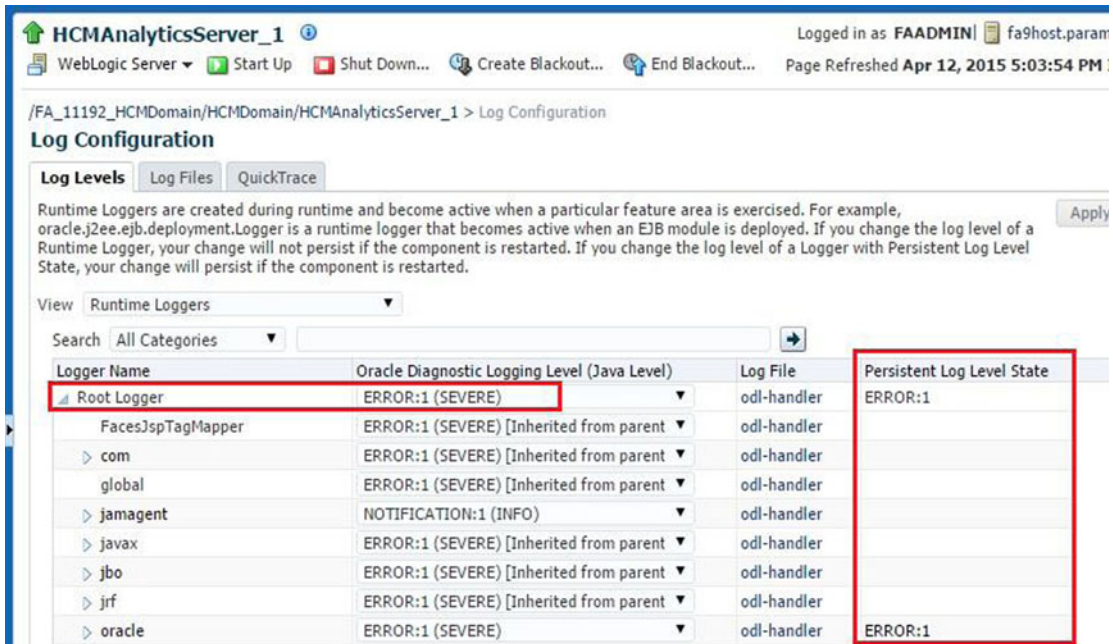 HCMAnalyticsServer_1
Logged in as FAADMIN| fa9host.param
WebLogic Server Start Up Shut Down... Create Blackout... End Blackout... Page Refreshed Apr 12, 2015 5:03:54 PM
/FA_11192_HCMDomain/HCMDomain/HCMAnalyticsServer_1 > Log Configuration
Log Configuration
Log Levels Log Files QuickTrace
Runtime Loggers are created during runtime and become active when a particular feature area is exercised. For example,
oracle.j2ee.ejb.deployment.Logger is a runtime logger that becomes active when an EJB module is deployed. If you change the log level of a
Runtime Logger, your change will not persist if the component is restarted. If you change the log level of a Logger with Persistent Log Level
State, your change will persist if the component is restarted.
Apply
View Runtime Loggers
Search All Categories
Logger Name Oracle Diagnostic Logging Level (Java Level) Log File Persistent Log Level State
Root Logger ERROR:1 (SEVERE) odl-handler ERROR:1
FacesJspTagMapper ERROR:1 (SEVERE) [Inherited from parent odl-handler
com ERROR:1 (SEVERE) [Inherited from parent odl-handler
global ERROR:1 (SEVERE) [Inherited from parent odl-handler
jamagent NOTIFICATION:1 (INFO) odl-handler
javax ERROR:1 (SEVERE) [Inherited from parent odl-handler
jbo ERROR:1 (SEVERE) [Inherited from parent odl-handler
jrf ERROR:1 (SEVERE) [Inherited from parent odl-handler
oracle ERROR:1 (SEVERE) odl-handler ERROR:1